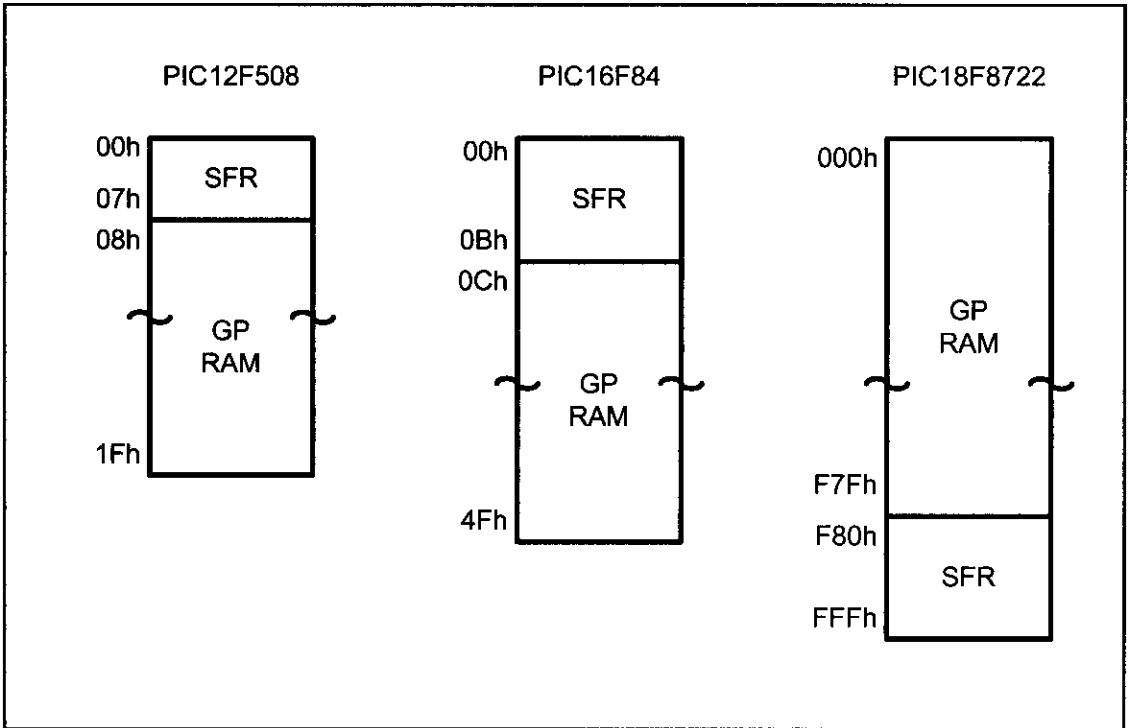 PIC12F508
00h
SFR
07h
08h
GP
RAM
1Fh
PIC16F84
00h
SFR
0Bh
0Ch
GP
RAM
4Fh
PIC18F8722
000h
GP
RAM
F7Fh
F80h
SFR
FFFh